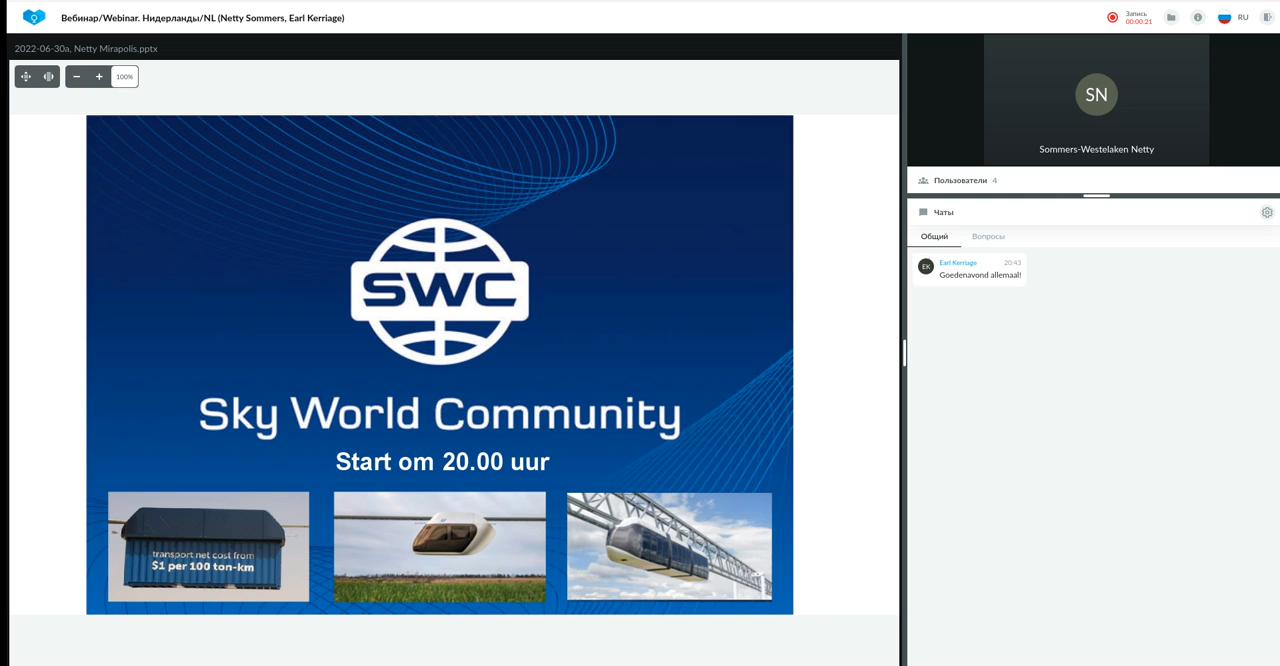 Вебинар/Webinar. Нидерланды/NL (Netty Sommers, Earl Kerriage)
Запись
00:00:21
RU
2022-06-30a, Netty Mirapolis.pptx
100%
SWC
Sky World Community
Start om 20.00 uur
transport net cost from
$1 per 100 ton-km
SN
Sommers-Westelaken Netty
Пользователи 4
Чаты
Общий Вопросы
EK
Earl Kerriage 20:43
Goedenavond allemaal!